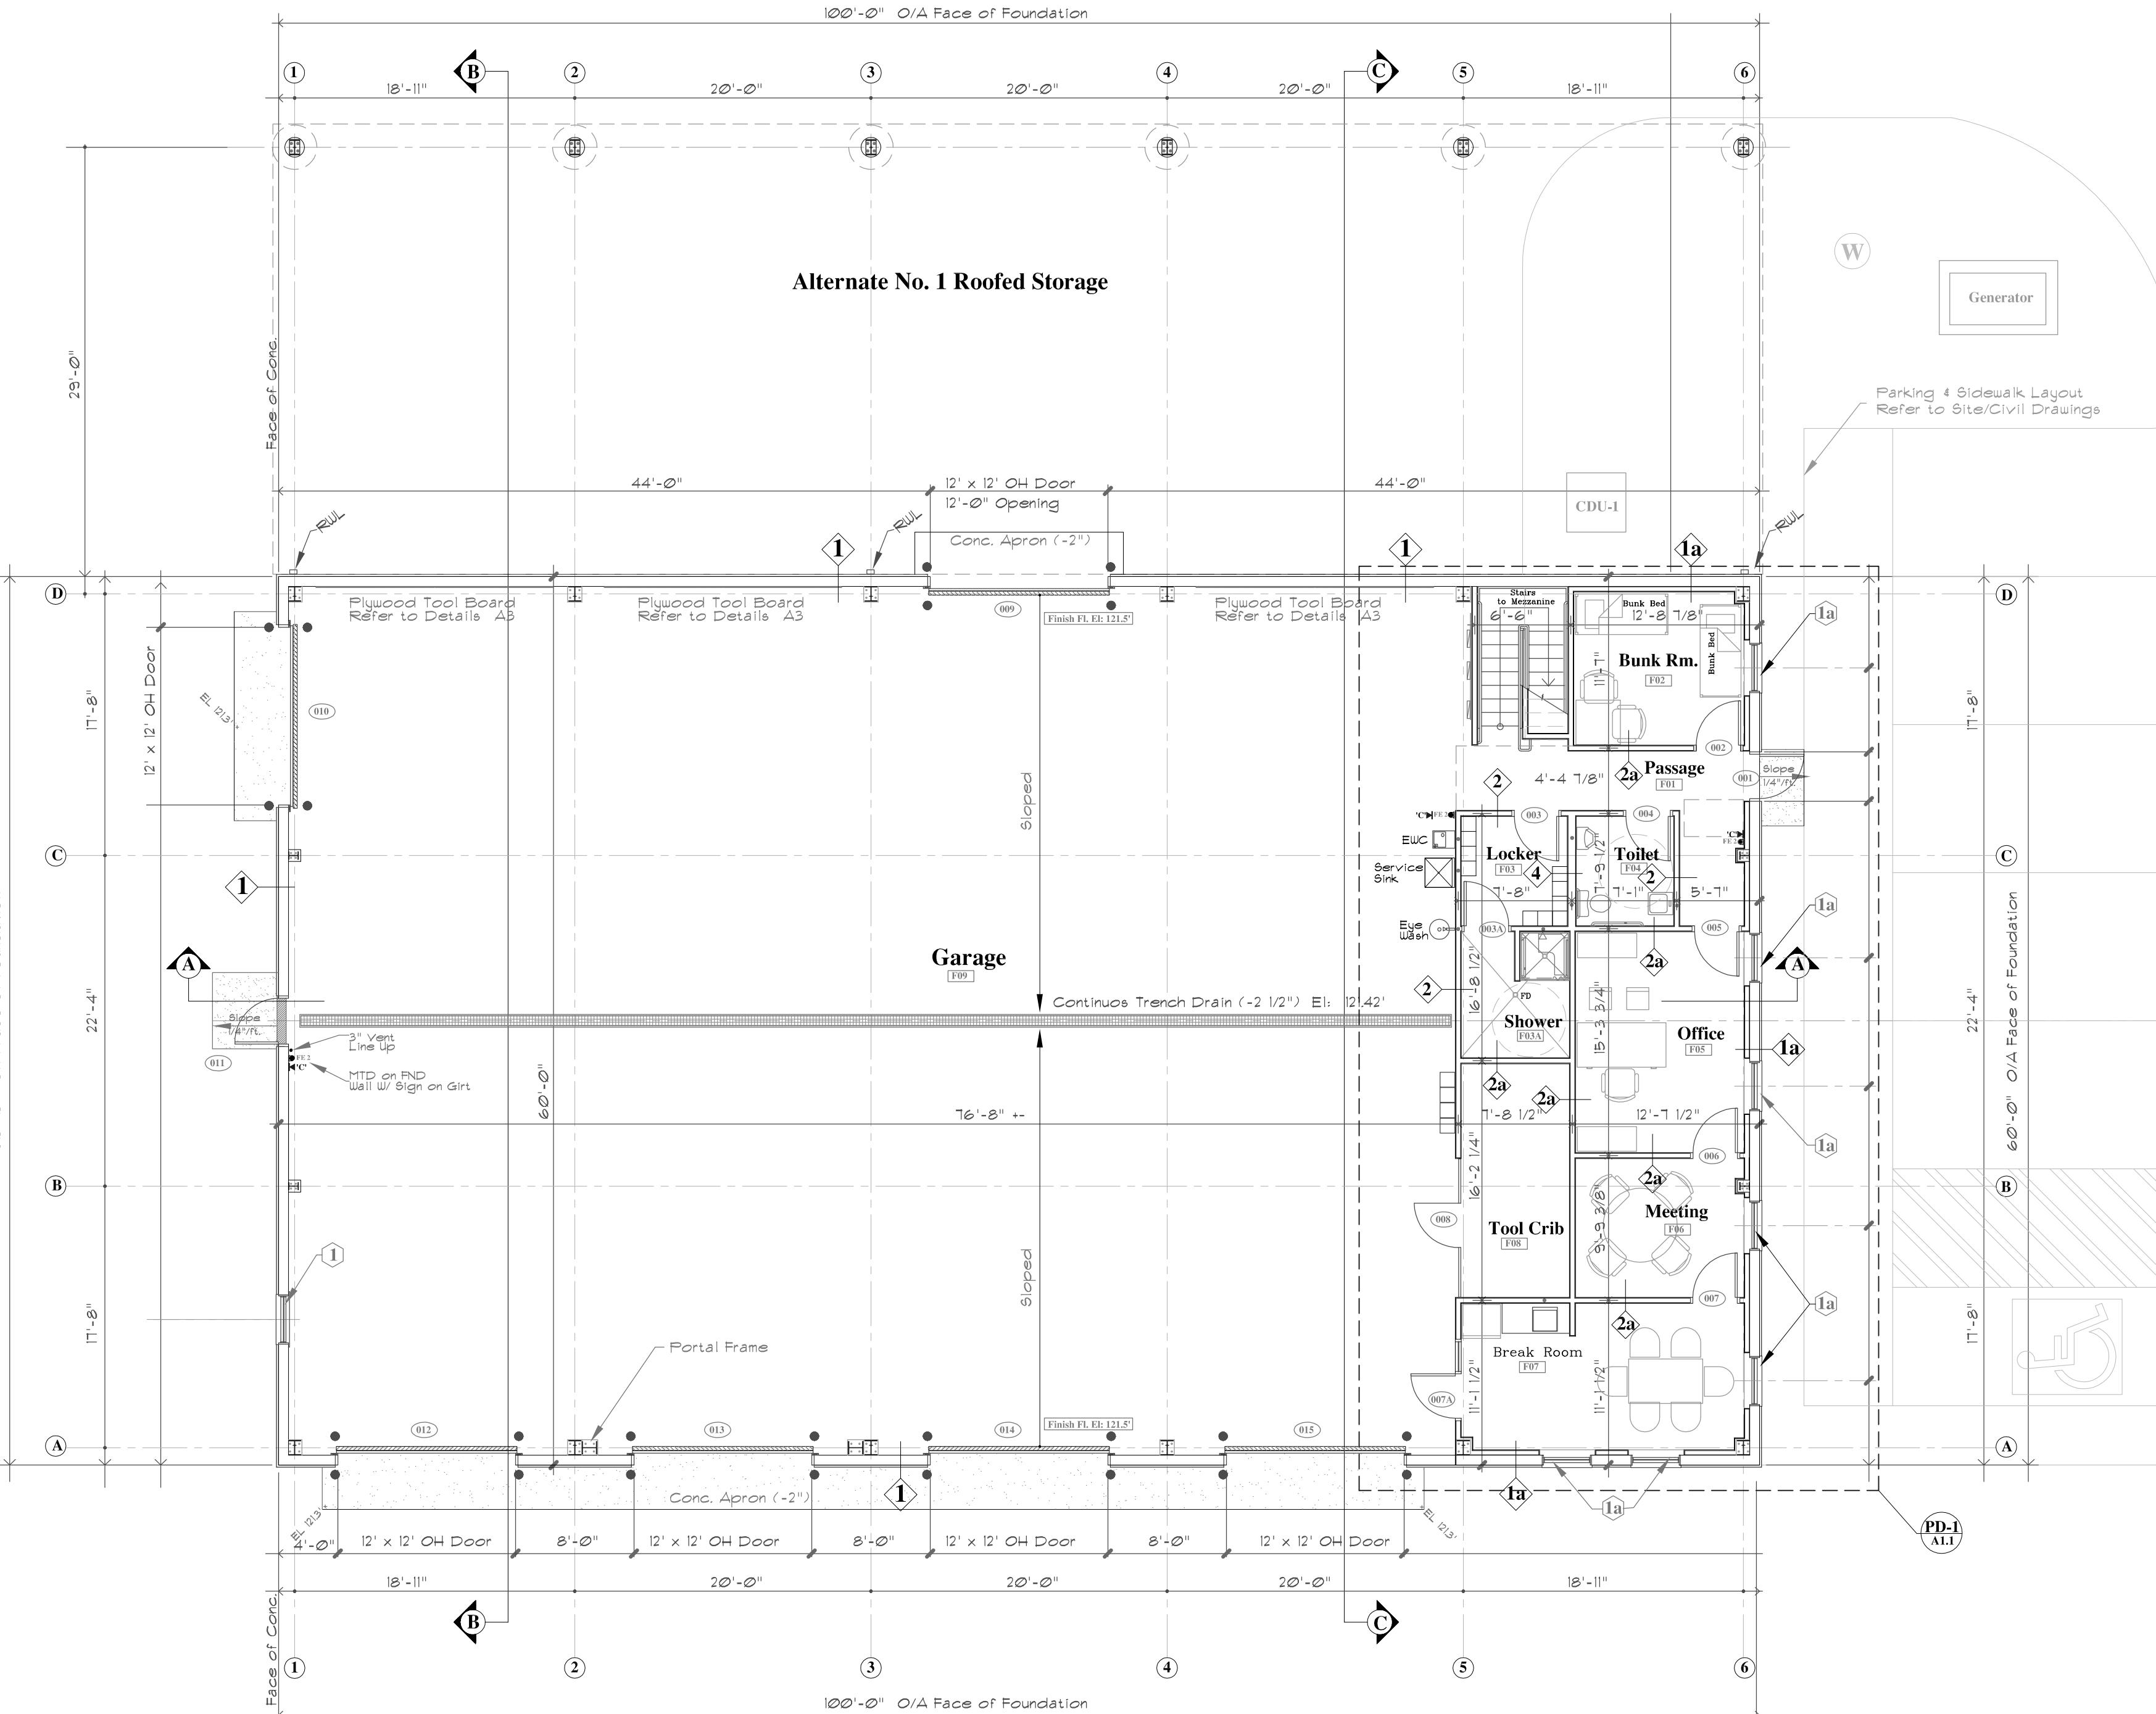 100'-0" O/A Face of Foundation
1
B
2
3
4
C
5
6
18'-11"
20'-0"
20'-0"
20'-0"
18'-11"
W
Generator
Alternate No. 1 Roofed Storage
29'-0"
Face of Conc.
Parking & Sidewalk Layout
Refer to Site/Civil Drawings
44'-0"
12' x 12' OH Door
12'-0" Opening
44'-0"
CDU-1
RWL
RWL
RWL
Conc. Apron (-2")
1
1
1a
D
D
Plywood Tool Board
Refer to Details A3
Plywood Tool Board
Refer to Details A3
Plywood Tool Board
Refer to Details A3
009
Finish Fl. El: 121.5'
Stairs
to Mezzanine
6'-6"
Bunk Bed
12'-8 7/8"
Bunk Bed
1a
11'-7"
Bunk Rm.
F02
17'-8"
12' x 12' OH Door
EL 121.3'
010
17'-8"
002
2a
Passage
F01
4'-4 7/8"
001
Slope
1/4"/ft.
Sloped
2
'C'
FE 2
003
004
'C'
FE 2
EWC
C
C
Locker
F03
Toilet
F04
7'-9 1/2"
Service
Sink
4
2
1
7'-8"
7'-1"
5'-7"
1a
Eye
Wash
003A
005
A
Garage
F09
2a
A
16'-8 1/2"
2
FD
Continuos Trench Drain (-2 1/2") El: 121.42'
22'-4"
22'-4"
60'-0" O/A Face of Foundation
Slope
1/4"/ft.
011
3" Vent
Line Up
FE 2
'C'
MTD on FND
Wall W/ Sign on Girt
Shower
F03A
15'-3 3/4"
Office
F05
1a
2a
2a
60'-0"
76'-8" +-
7'-8 1/2"
12'-7 1/2"
1a
006
2a
B
B
16'-2 1/4"
008
Tool Crib
F08
Meeting
F06
9'-9 3/8"
1
Sloped
007
1a
17'-8"
17'-8"
2a
Portal Frame
Break Room
F07
007A
11'-1 1/2"
11'-1 1/2"
A
A
012
013
014
Finish Fl. El: 121.5'
015
Conc. Apron (-2")
1
1a
1a
EL 121.3'
EL 121.3'
PD-1
A1.1
4'-0"
12' x 12' OH Door
8'-0"
12' x 12' OH Door
8'-0"
12' x 12' OH Door
8'-0"
12' x 12' OH Door
18'-11"
20'-0"
20'-0"
20'-0"
18'-11"
Face of Conc.
B
C
1
2
3
4
5
6
100'-0" O/A Face of Foundation